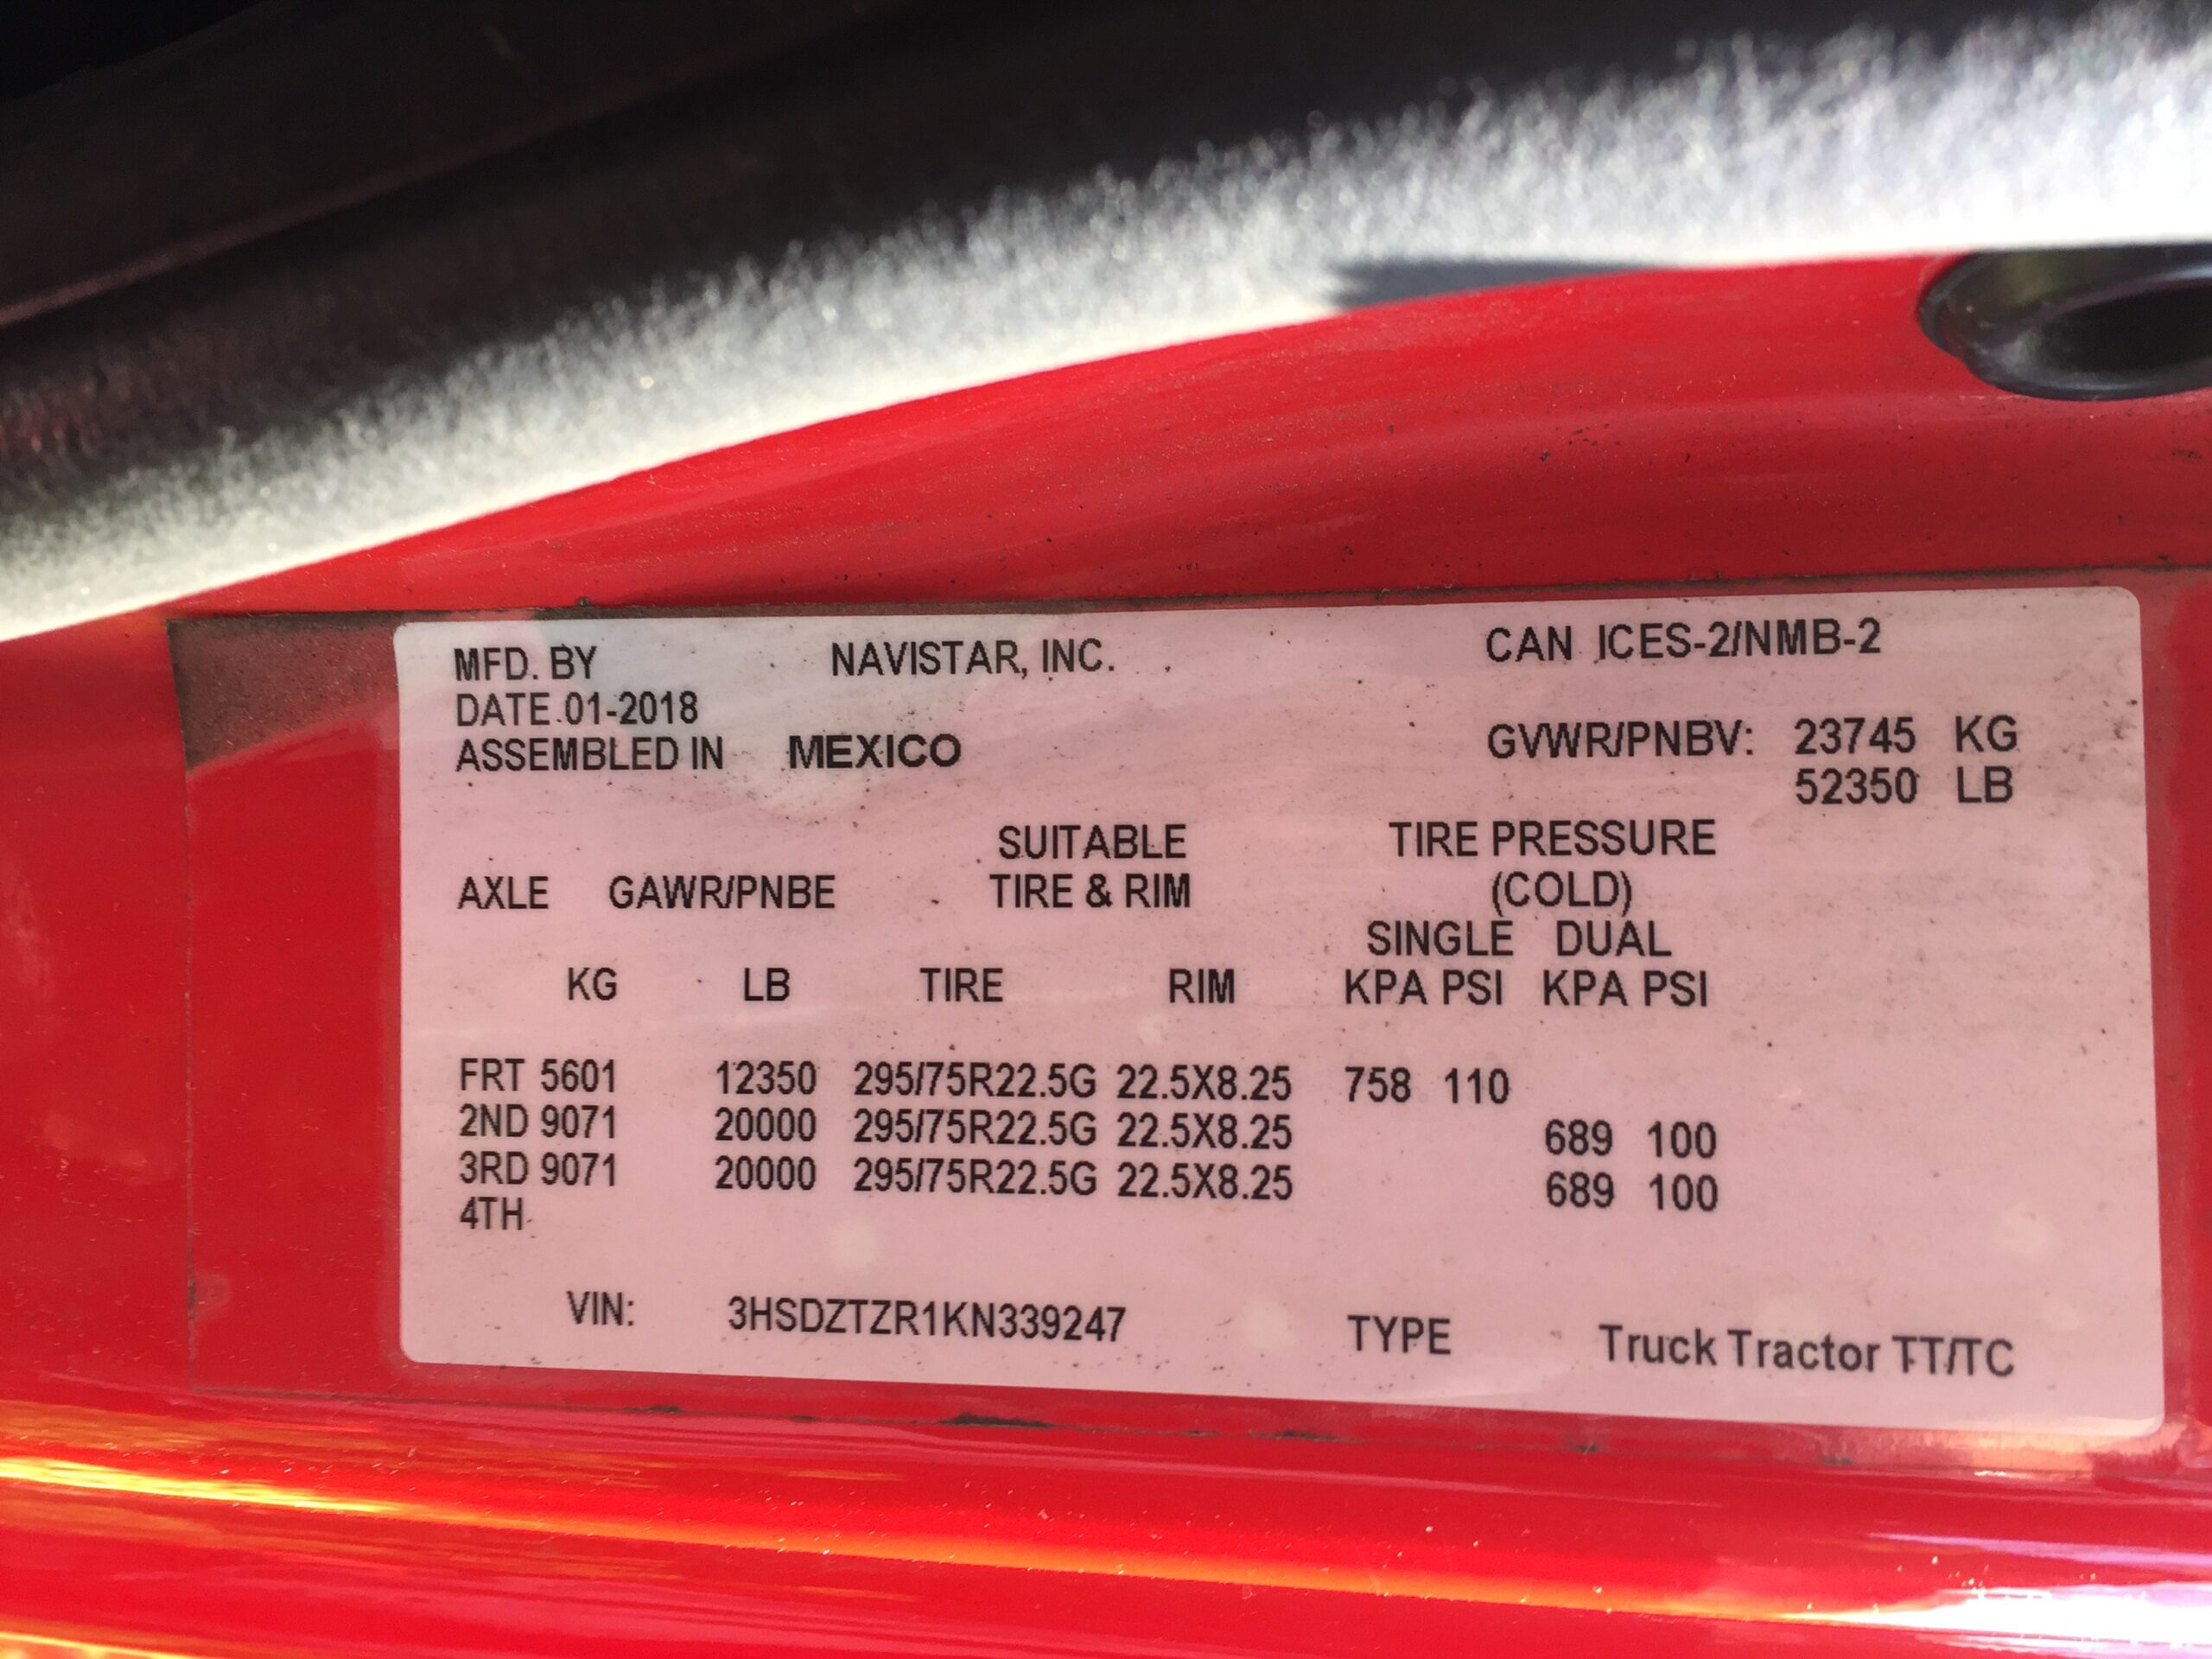 MFD. BY NAVISTAR, INC. CAN ICES-2/NMB-2
DATE 01-2018
ASSEMBLED IN MEXICO GVWR/PNBV: 23745 KG
52350 LB
SUITABLE TIRE PRESSURE
AXLE GAWR/PNBE TIRE & RIM (COLD)
SINGLE DUAL
KG LB TIRE RIM KPA PSI KPA PSI
FRT 5601 12350 295/75R22.5G 22.5X8.25 758 110
2ND 9071 20000 295/75R22.5G 22.5X8.25 689 100
3RD 9071 20000 295/75R22.5G 22.5X8.25 689 100
4TH
VIN: 3HSDZTZR1KN339247 TYPE Truck Tractor TT/TC